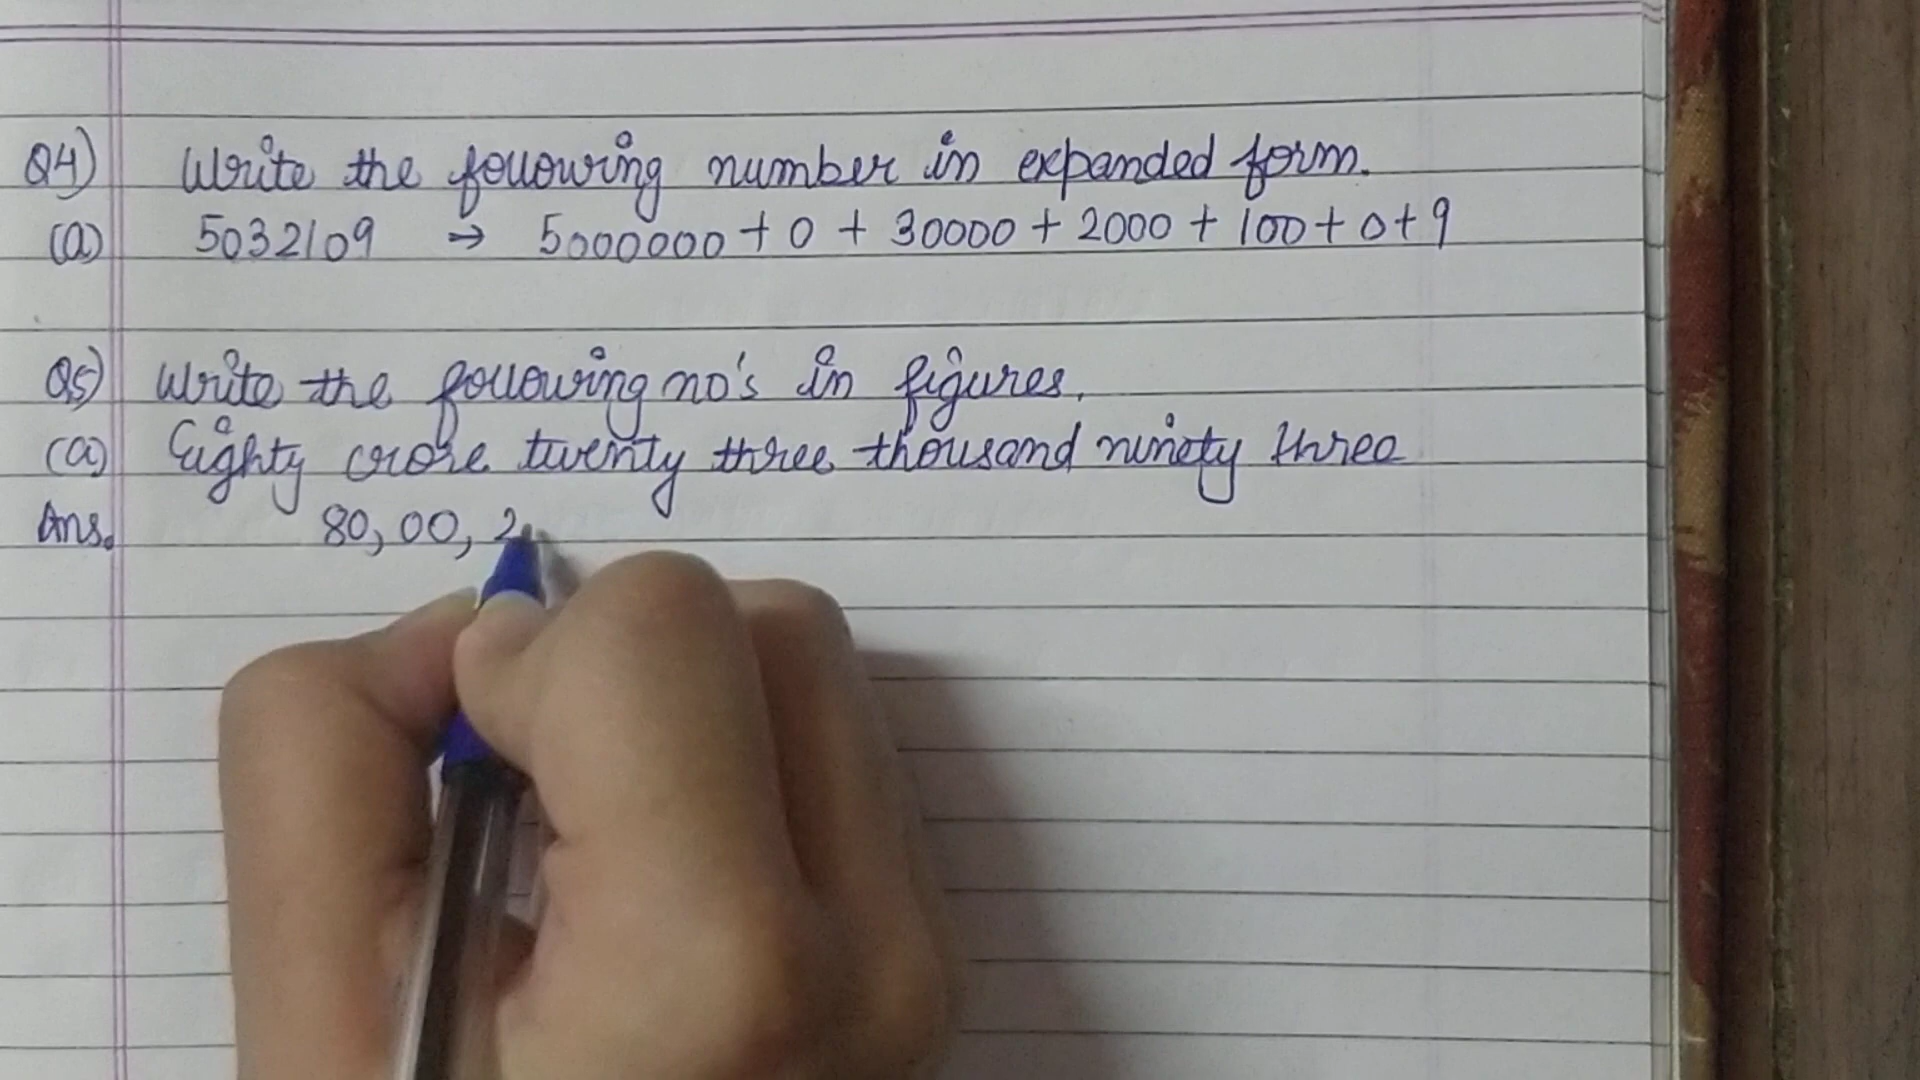 Q4) Write the following number in expanded form.
(a) 5032109 → 5000000 + 0 + 30000 + 2000 + 100 + 0 + 9
Q5) Write the following no's in figures.
(a) Eighty crore twenty three thousand ninety three
Ans. 80,00,2